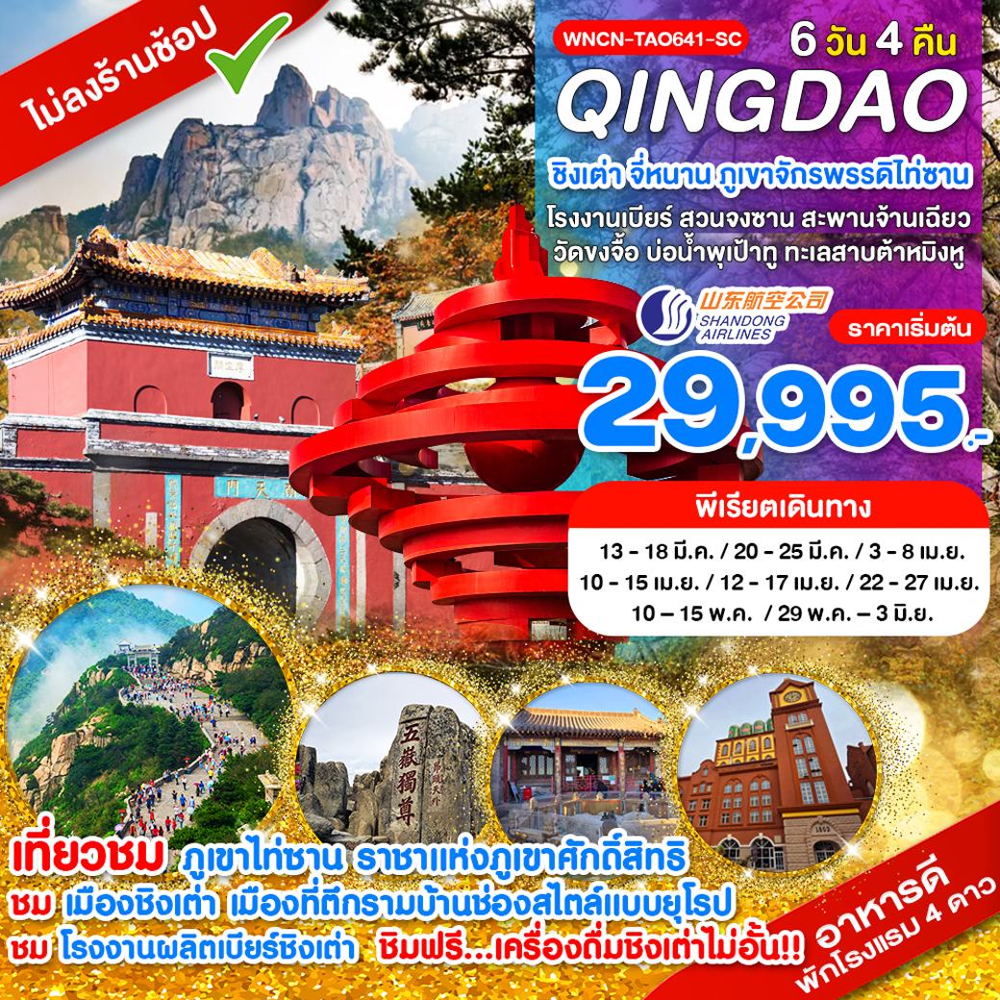 ไม่ลงร้านช้อป
WNCN-TAO641-SC
6 วัน 4 คืน
QINGDAO
ชิงเต่า จี่หนาน ภูเขาจักรพรรดิไท่ซาน
โรงงานเบียร์ สวนจงซาน สะพานจ้านเฉียว
วัดขงจื้อ บ่อน้ำพุเป้าทู ทะเลสาบต้าหมิงหู
山东航空公司
SHANDONG
AIRLINES
ราคาเริ่มต้น
29,995.-
พีเรียตเดินทาง
13 - 18 มี.ค. / 20 - 25 มี.ค. / 3 - 8 เม.ย.
10 - 15 เม.ย. / 12 - 17 เม.ย. / 22 - 27 เม.ย.
10 – 15 พ.ค. / 29 พ.ค. – 3 มิ.ย.
南天門
五嶽獨尊
1903
เที่ยวชม ภูเขาไท่ซาน ราชาแห่งภูเขาศักดิ์สิทธิ
ชม เมืองชิงเต่า เมืองที่ตึกรามบ้านช่องสไตล์แบบยุโรป
ชม โรงงานผลิตเบียร์ชิงเต่า ชิมฟรี...เครื่องดื่มชิงเต่าไม่อั้น!!
อาหารดี
พักโรงแรม 4 ดาว